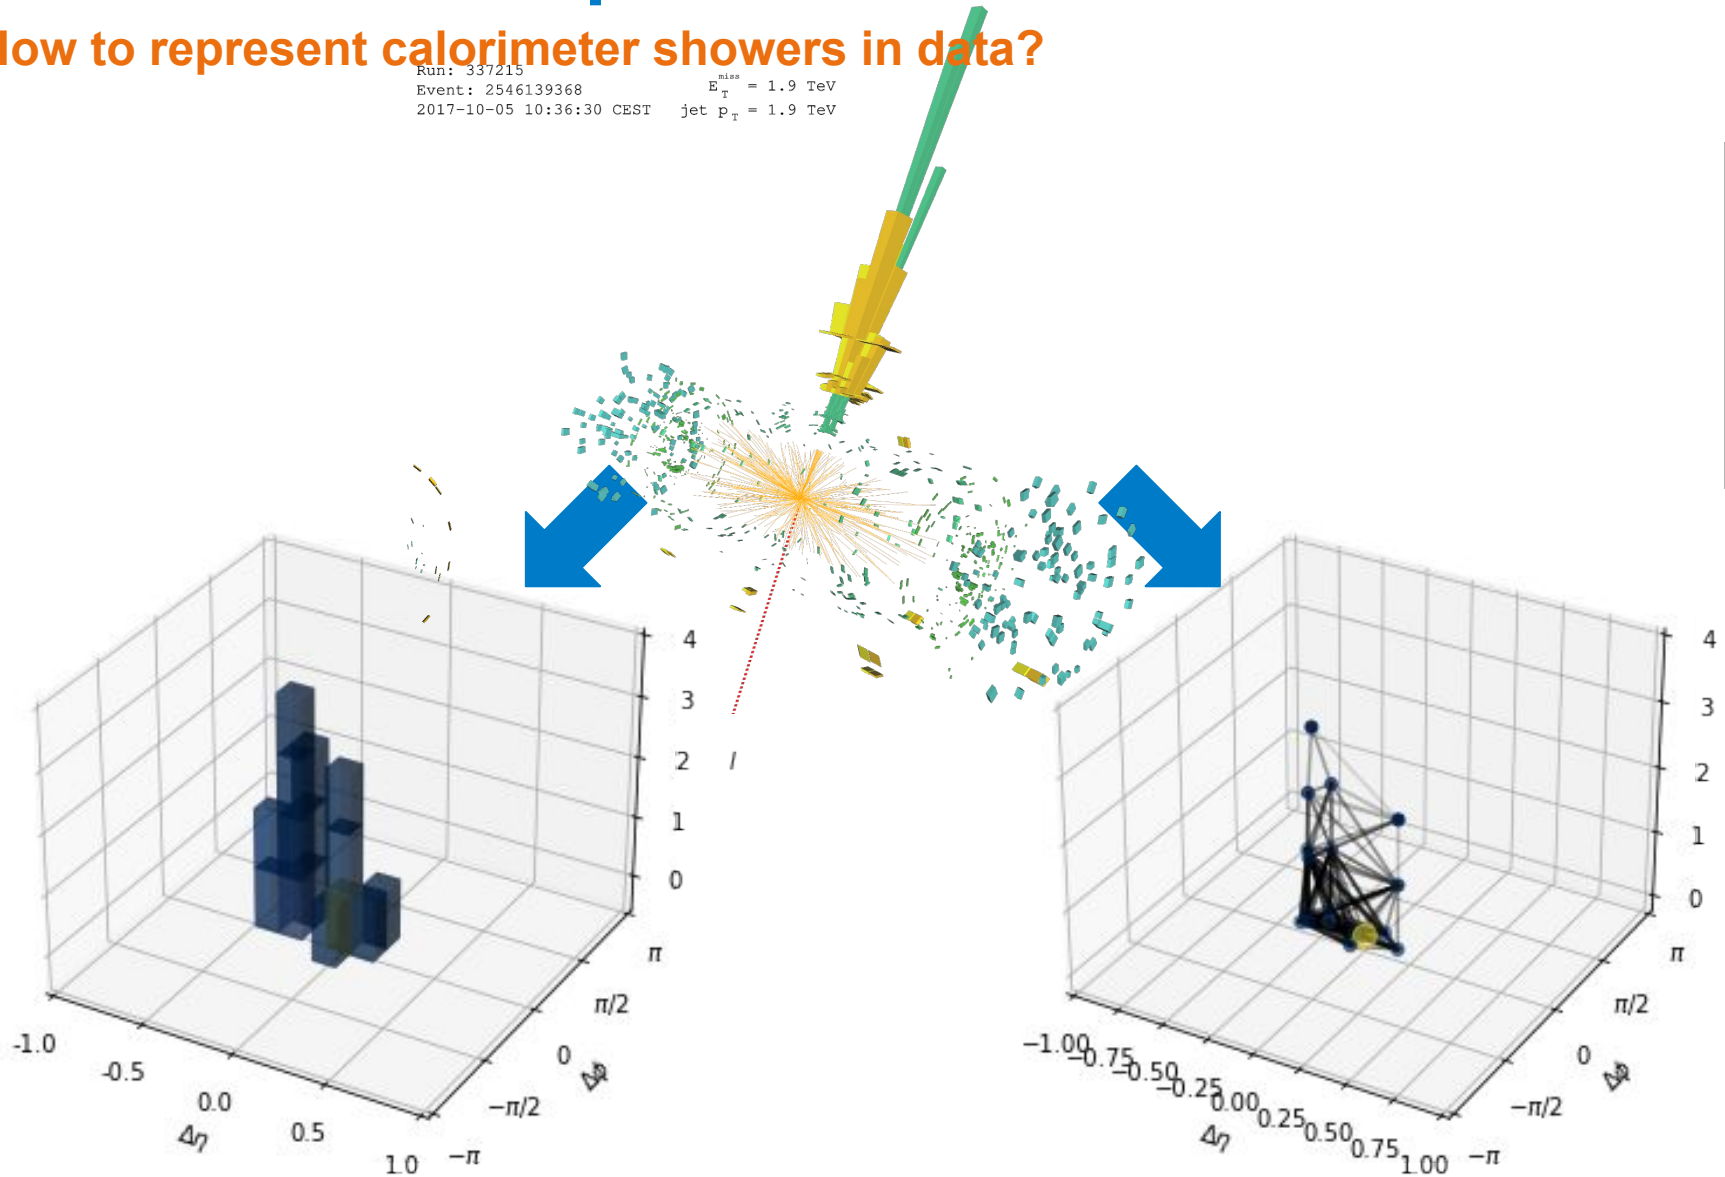 How to represent calorimeter showers in data?
Run: 337215
Event: 2546139368
2017-10-05 10:36:30 CEST
E_T^miss = 1.9 TeV
jet p_T = 1.9 TeV
4
3
2
1
0
l
π
π/2
0
−π/2
−π
Δφ
-1.0
-0.5
0.0
0.5
1.0
Δη
4
3
2
1
0
π
π/2
0
−π/2
−π
Δφ
−1.00
−0.75
−0.50
−0.25
0.00
0.25
0.50
0.75
1.00
Δη